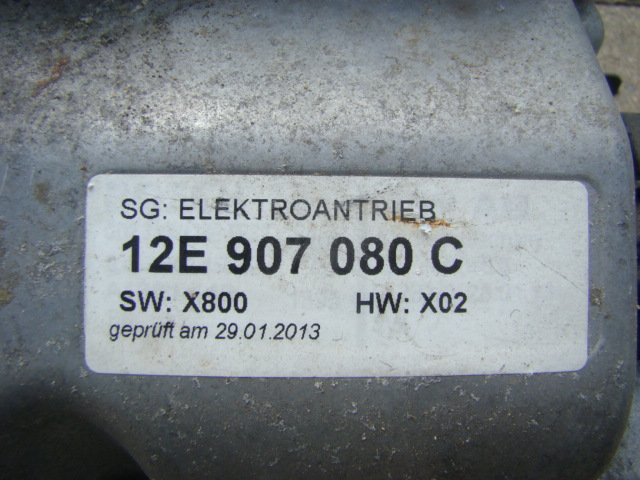 SG: ELEKTROANTRIEB
12E 907 080 C
SW: X800 HW: X02
geprüft am 29.01.2013